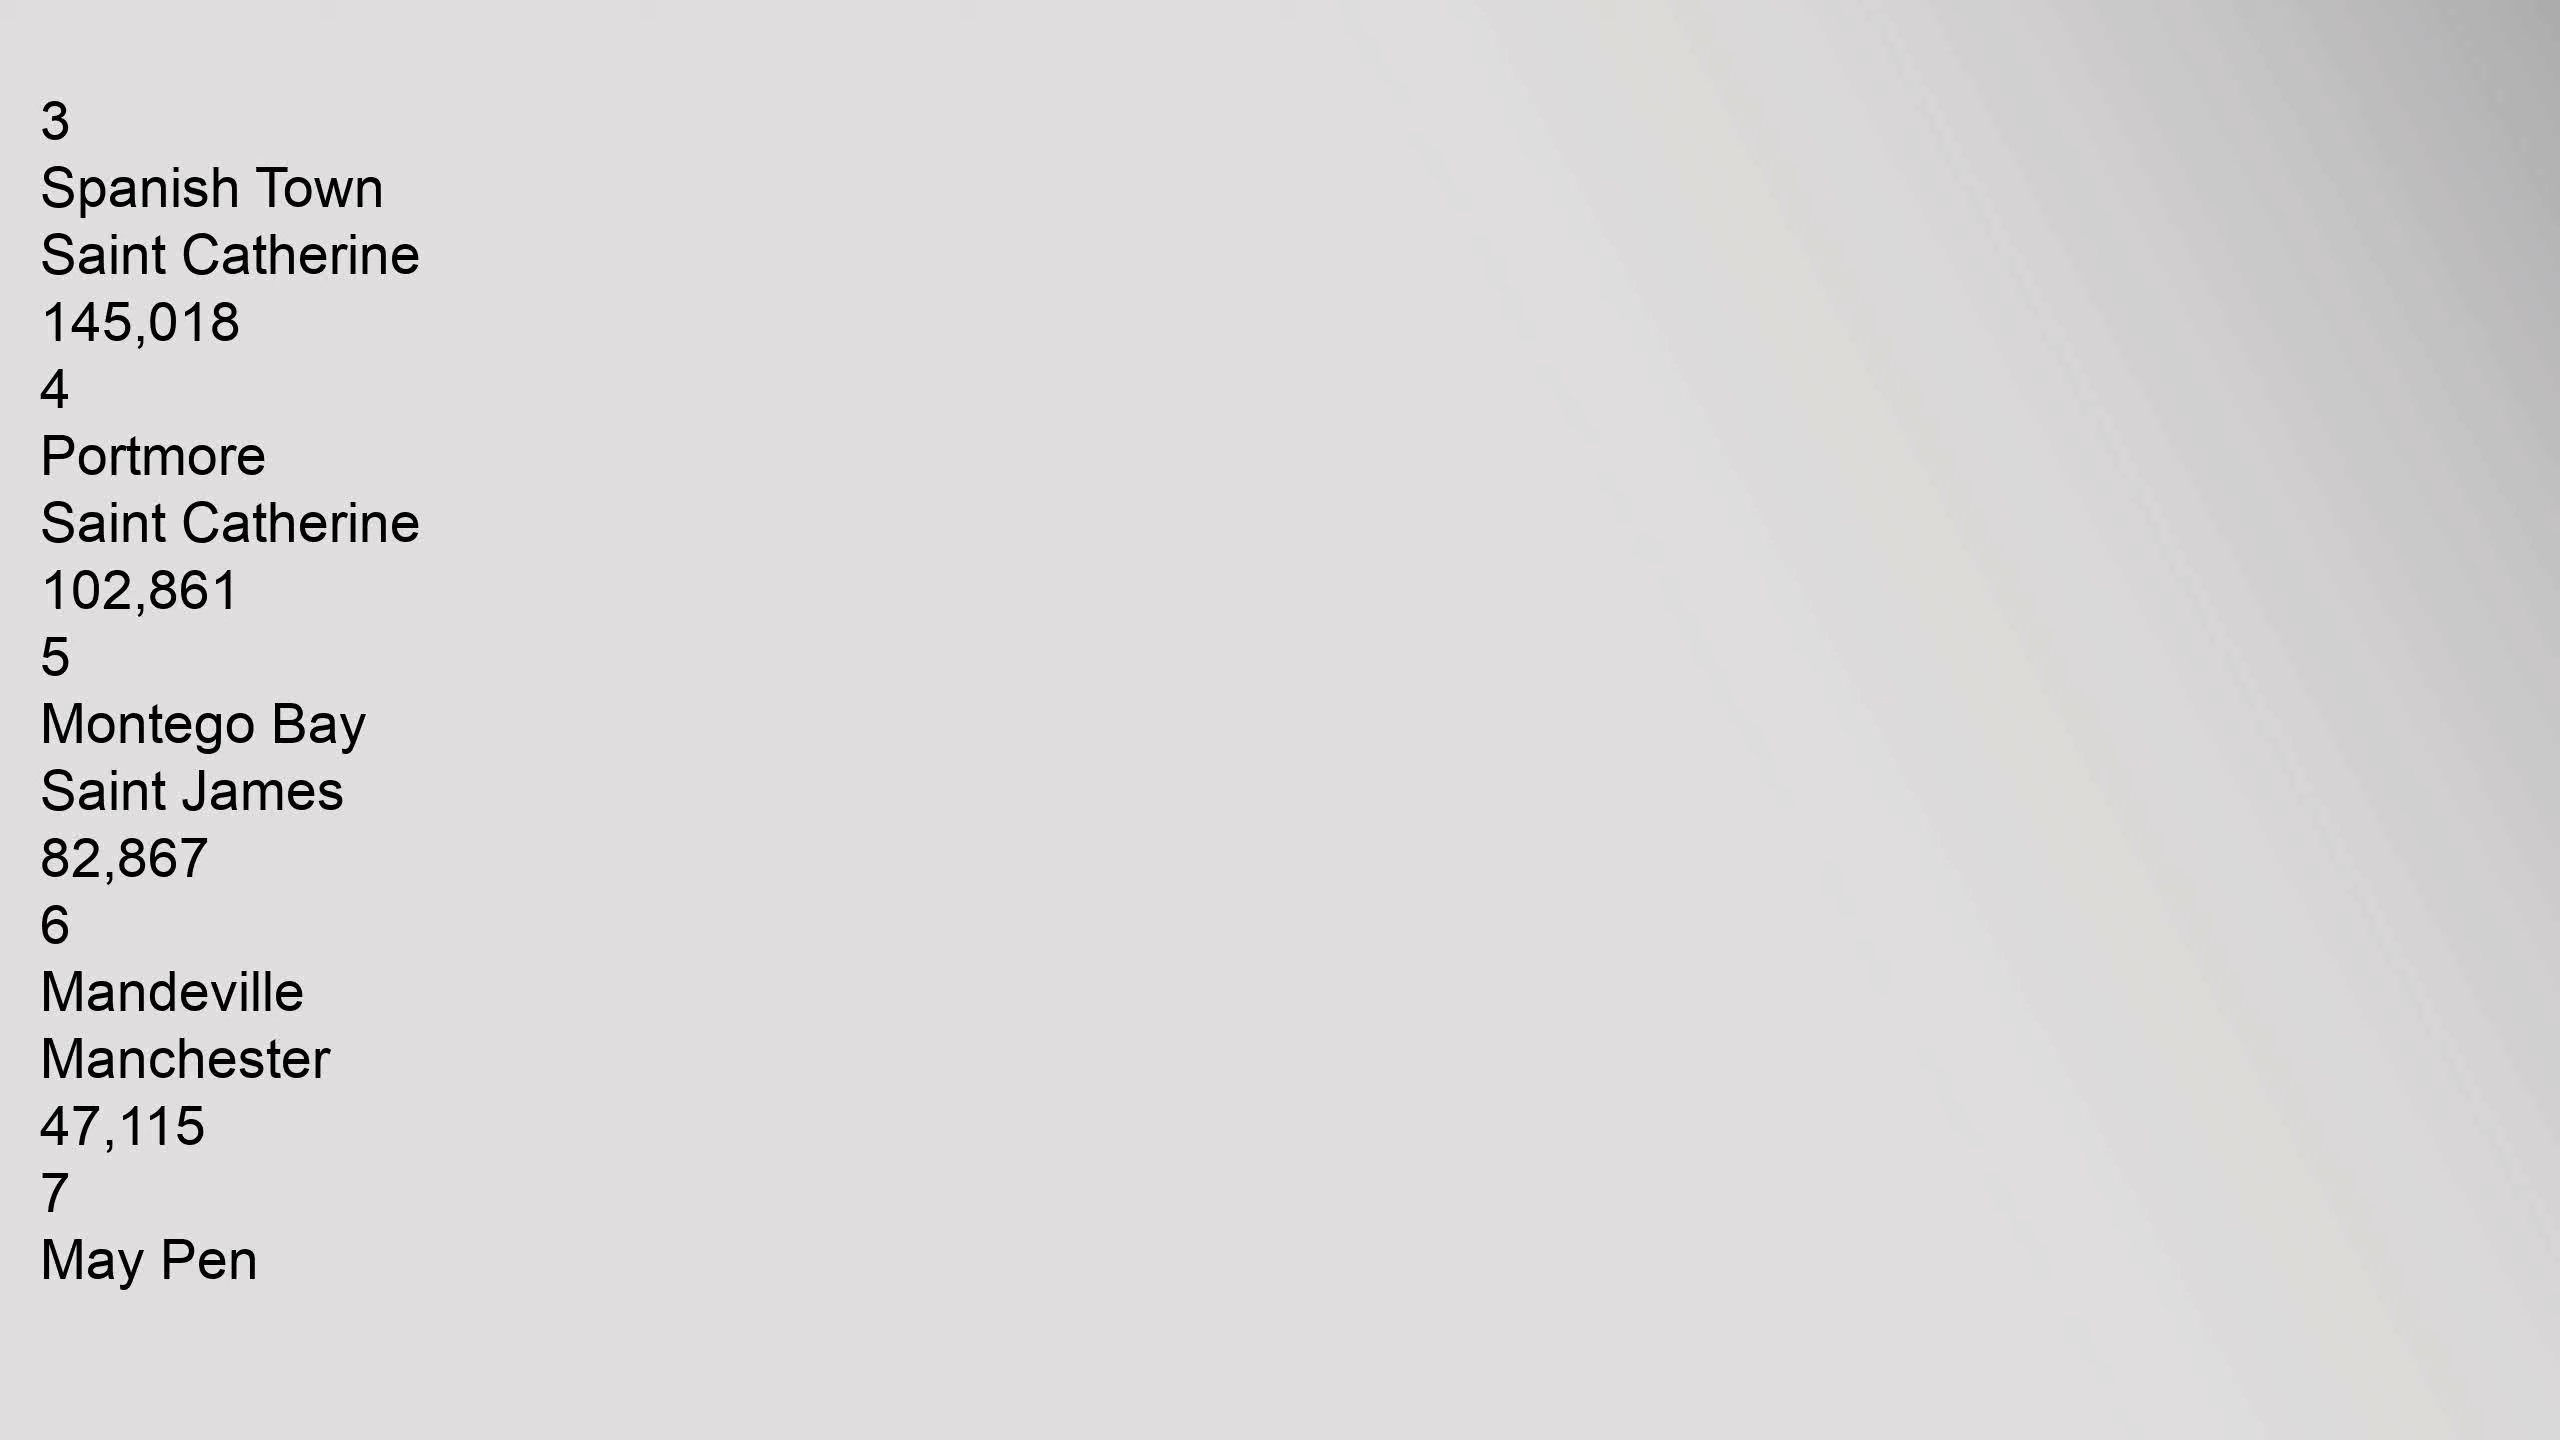 3
Spanish Town
Saint Catherine
145,018
4
Portmore
Saint Catherine
102,861
5
Montego Bay
Saint James
82,867
6
Mandeville
Manchester
47,115
7
May Pen